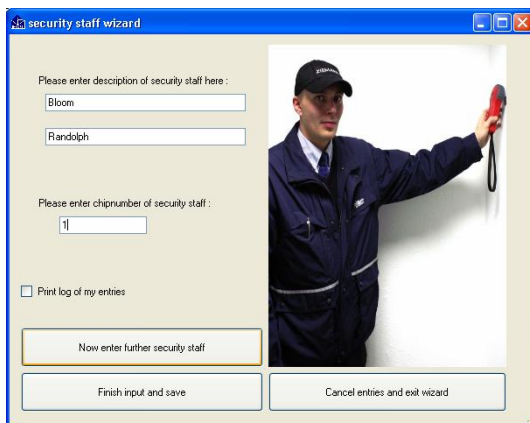 security staff wizard
Please enter description of security staff here :
Bloom
Randolph
Please enter chipnumber of security staff :
1
Print log of my entries
Now enter further security staff
Finish input and save
Cancel entries and exit wizard